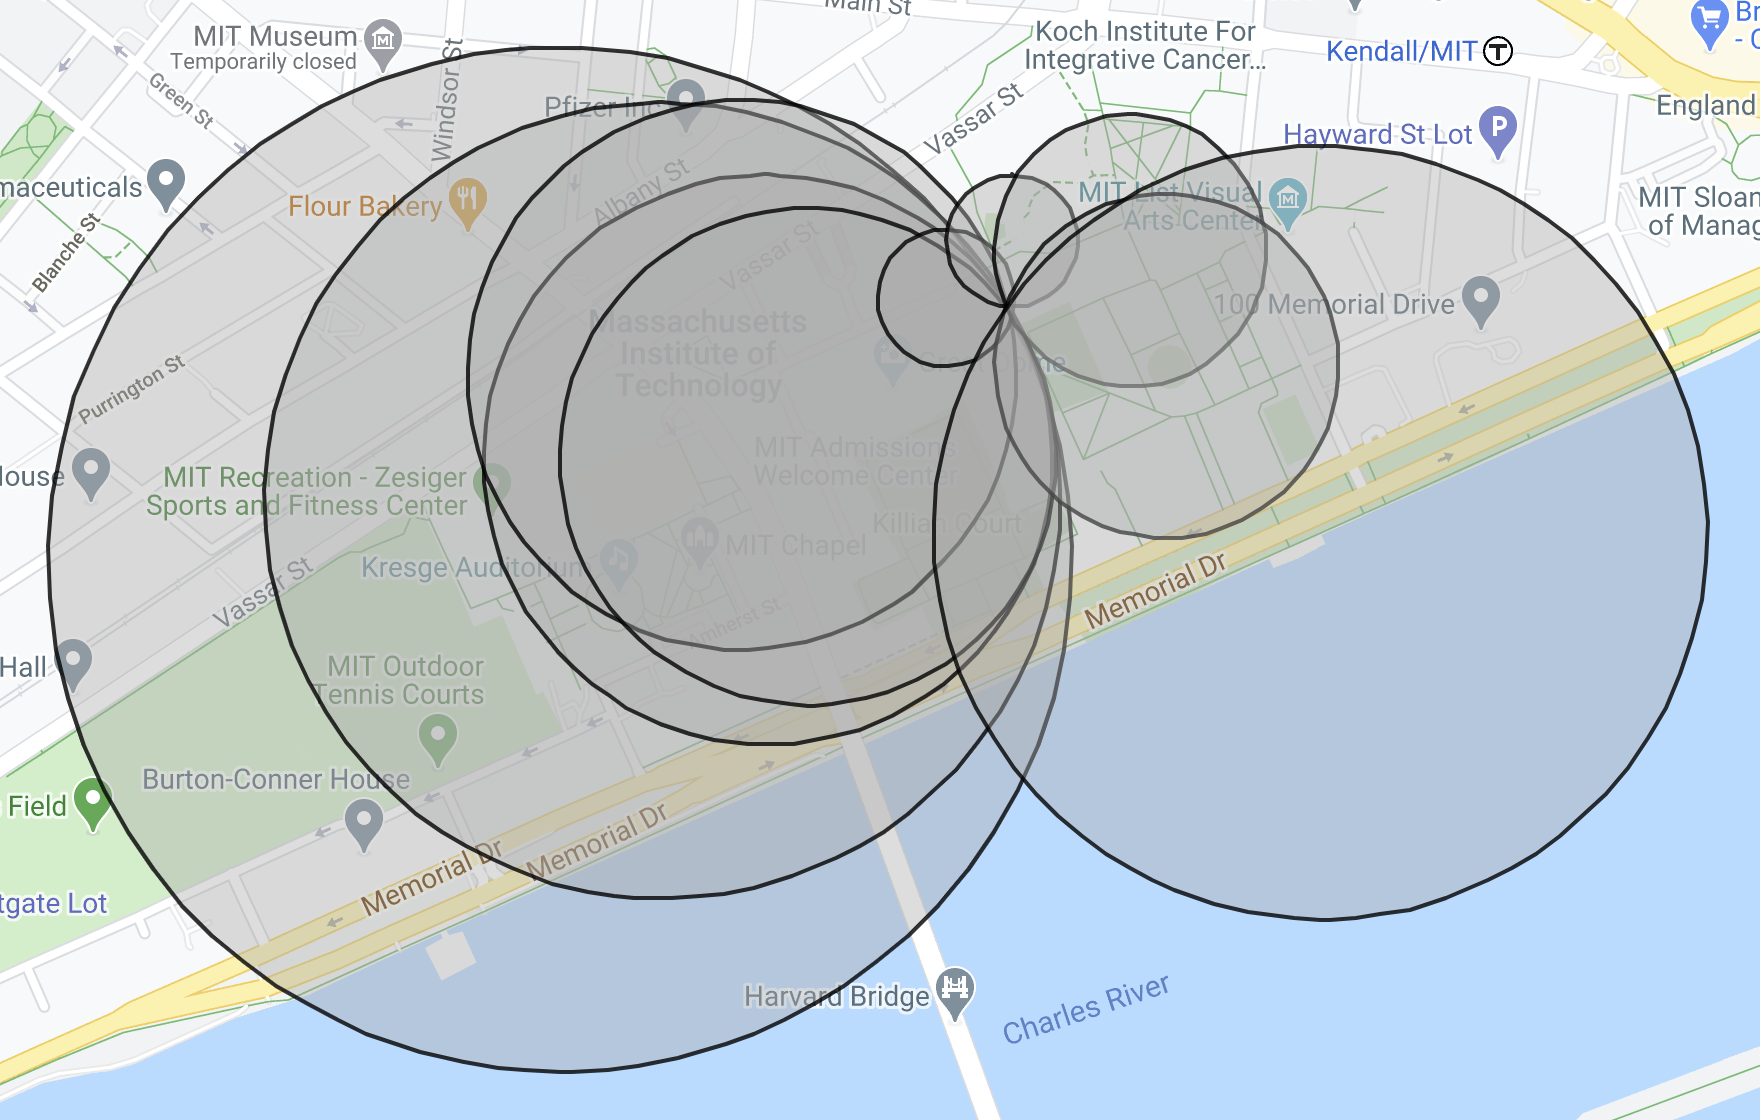 Main St
MIT Museum
Temporarily closed
Koch Institute For
Integrative Cancer...
Kendall/MIT
T
Br
- C
Green St
Windsor St
Pfizer Inc
Vassar St
Hayward St Lot
P
England
maceuticals
Flour Bakery
Albany St
MIT List Visual
Arts Center
MIT Sloan
of Manag
Blanche St
Vassar St
Massachusetts
Institute of
Technology
100 Memorial Drive
Purrington St
me
MIT Admissions
Welcome Center
House
MIT Recreation - Zesiger
Sports and Fitness Center
Killian Court
Kresge Auditorium
MIT Chapel
Vassar St
Memorial Dr
Amherst St
Hall
MIT Outdoor
Tennis Courts
Burton-Conner House
Field
Memorial Dr
Memorial Dr
tgate Lot
Harvard Bridge
Charles River